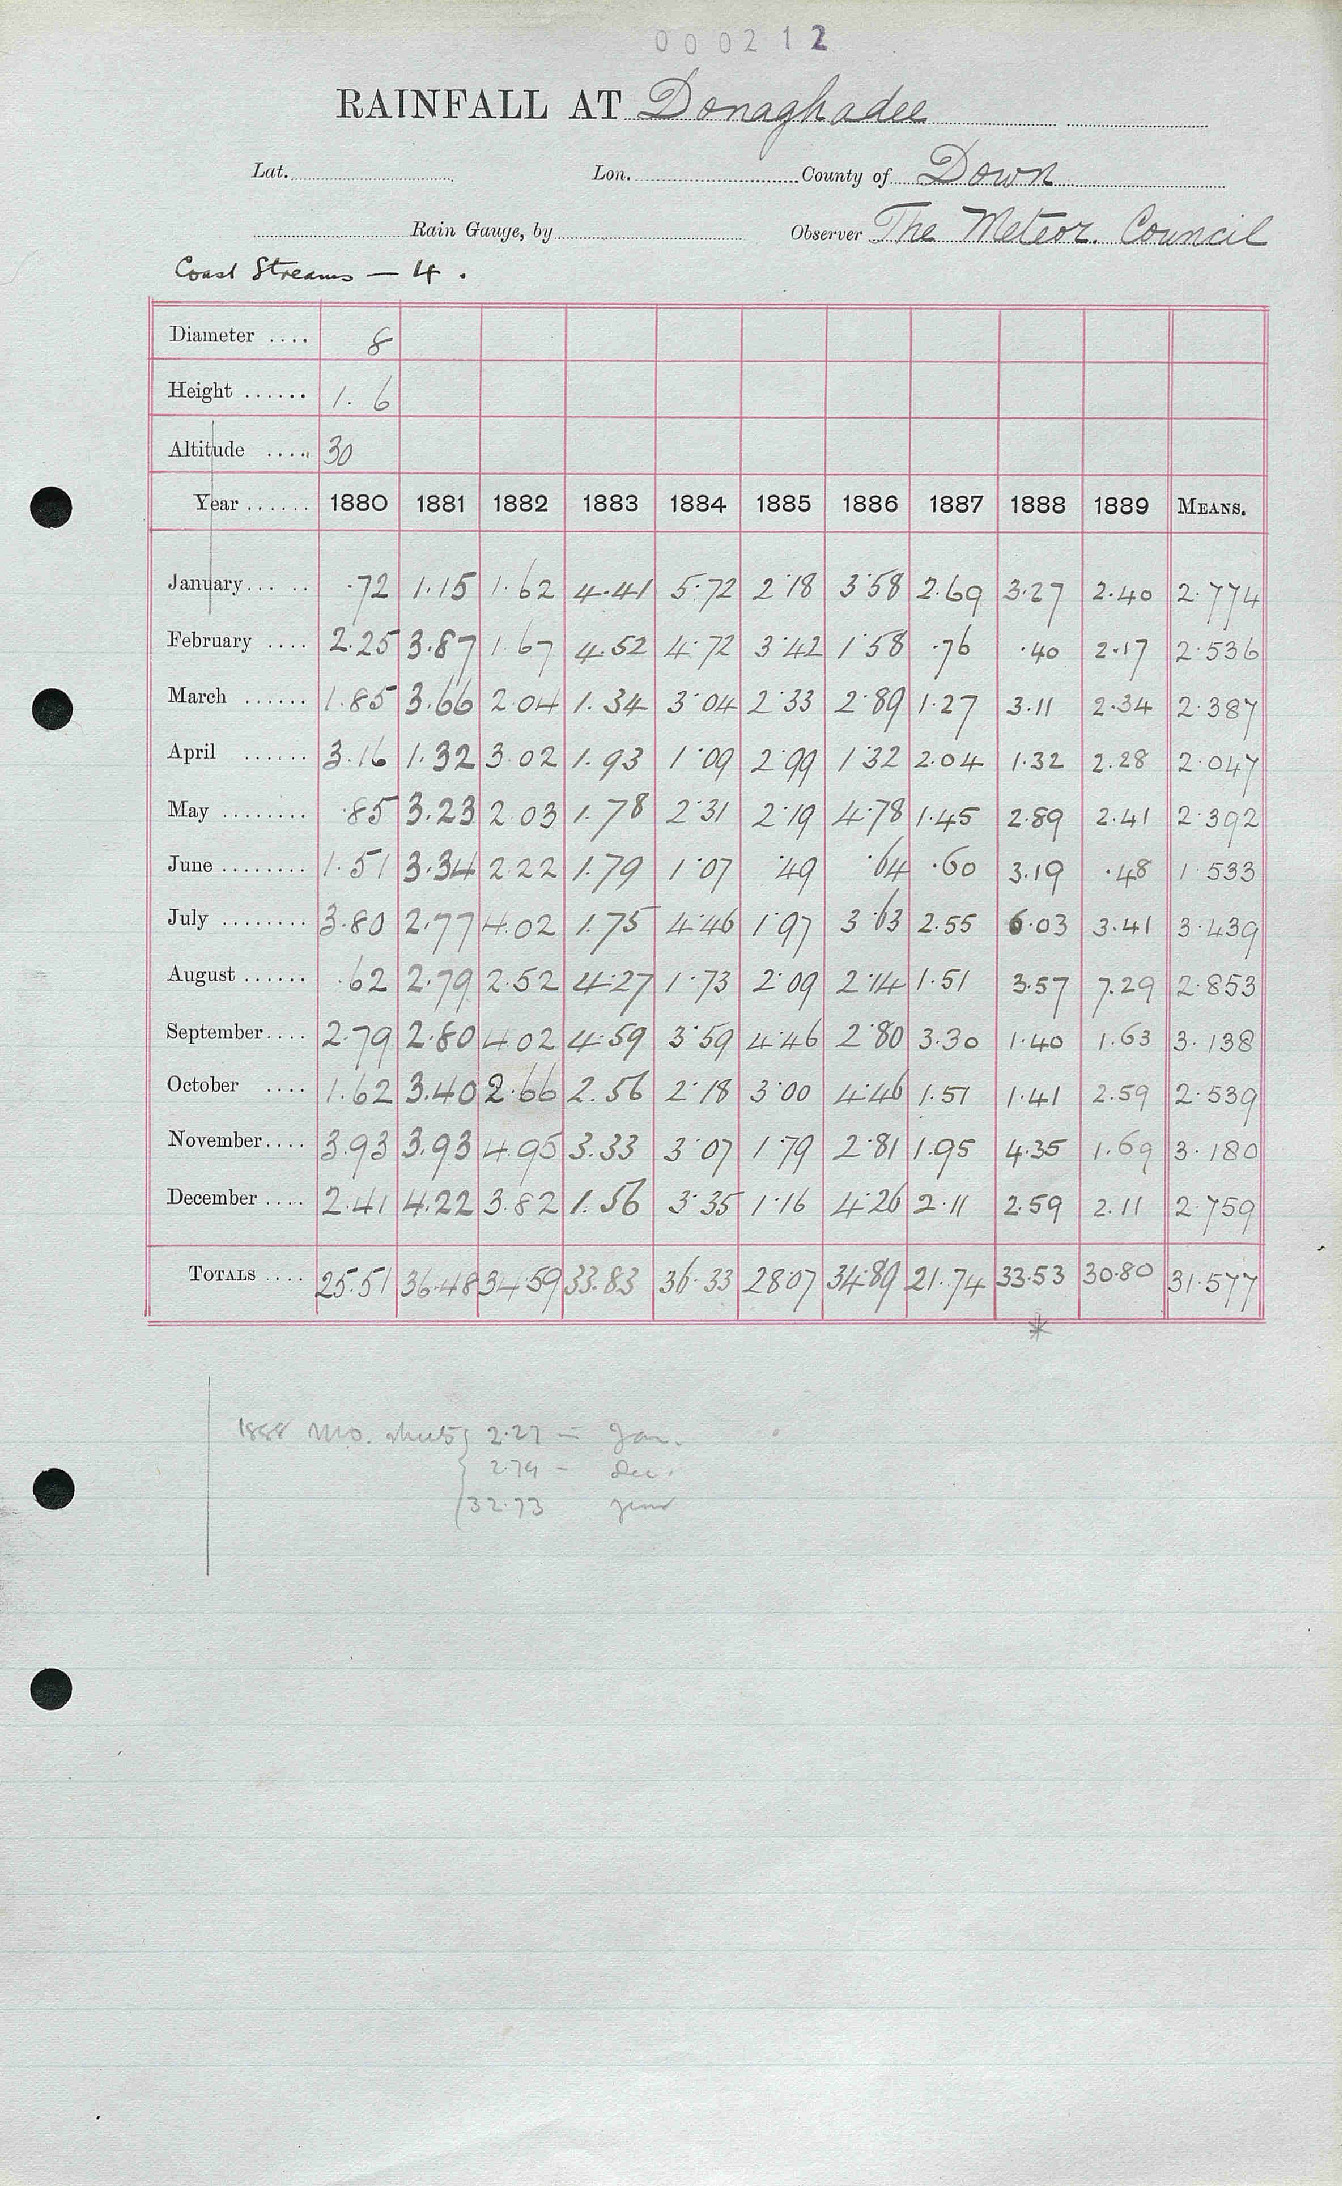 000212
RAINFALL AT Donaghadee
Lat. Lon. County of Down
Rain Gauge, by Observer The Meteor. Council
Coast Streams — 4.
Diameter .... 8
Height ...... 1. 6
Altitude .... 30
Year ...... 1880 1881 1882 1883 1884 1885 1886 1887 1888 1889 MEANS.
January ..... .72 1.15 1.62 4.41 5.72 2.18 3.58 2.69 3.27 2.40 2.774
February .... 2.25 3.87 1.67 4.52 4.72 3.42 1.58 .76 .40 2.17 2.536
March ...... 1.85 3.66 2.04 1.34 3.04 2.33 2.89 1.27 3.11 2.34 2.387
April ...... 3.16 1.32 3.02 1.93 1.09 2.99 1.32 2.04 1.32 2.28 2.047
May ........ .85 3.23 2.03 1.78 2.31 2.19 4.78 1.45 2.89 2.41 2.392
June ........ 1.51 3.34 2.22 1.79 1.07 .49 .64 .60 3.19 .48 1.533
July ........ 3.80 2.77 4.02 1.75 4.46 1.97 3.63 2.55 6.03 3.41 3.439
August ...... .62 2.79 2.52 4.27 1.73 2.09 2.14 1.51 3.57 7.29 2.853
September .... 2.79 2.80 4.02 4.59 3.59 4.46 2.80 3.30 1.40 1.63 3.138
October .... 1.62 3.40 2.66 2.56 2.18 3.00 4.46 1.51 1.41 2.59 2.539
November .... 3.93 3.93 4.95 3.33 3.07 1.79 2.81 1.95 4.35 1.69 3.180
December .... 2.41 4.22 3.82 1.56 3.35 1.16 4.26 2.11 2.59 2.11 2.759
TOTALS .... 25.51 36.48 34.59 33.83 36.33 28.07 34.89 21.74 33.53 30.80 31.577
*
1888 M.O. sheets { 2.27 — Jan.
2.74 — Dec.
32.73 year